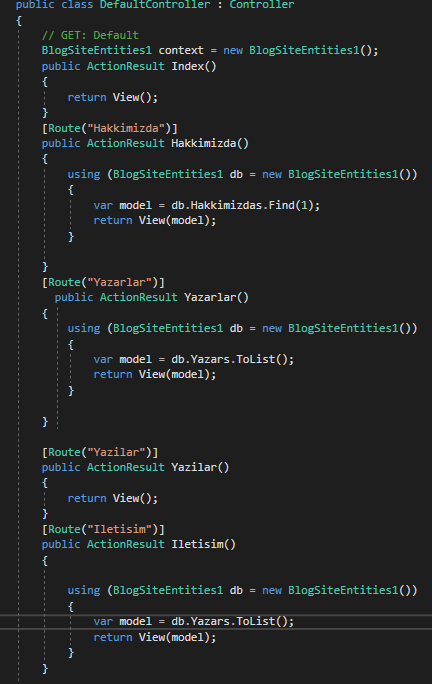 public class DefaultController : Controller
{
// GET: Default
BlogSiteEntities1 context = new BlogSiteEntities1();
public ActionResult Index()
{
return View();
}
[Route("Hakkimizda")]
public ActionResult Hakkimizda()
{
using (BlogSiteEntities1 db = new BlogSiteEntities1())
{
var model = db.Hakkimizdas.Find(1);
return View(model);
}
}
[Route("Yazarlar")]
public ActionResult Yazarlar()
{
using (BlogSiteEntities1 db = new BlogSiteEntities1())
{
var model = db.Yazars.ToList();
return View(model);
}
}
[Route("Yazilar")]
public ActionResult Yazilar()
{
return View();
}
[Route("Iletisim")]
public ActionResult Iletisim()
{
using (BlogSiteEntities1 db = new BlogSiteEntities1())
{
var model = db.Yazars.ToList();
return View(model);
}
}